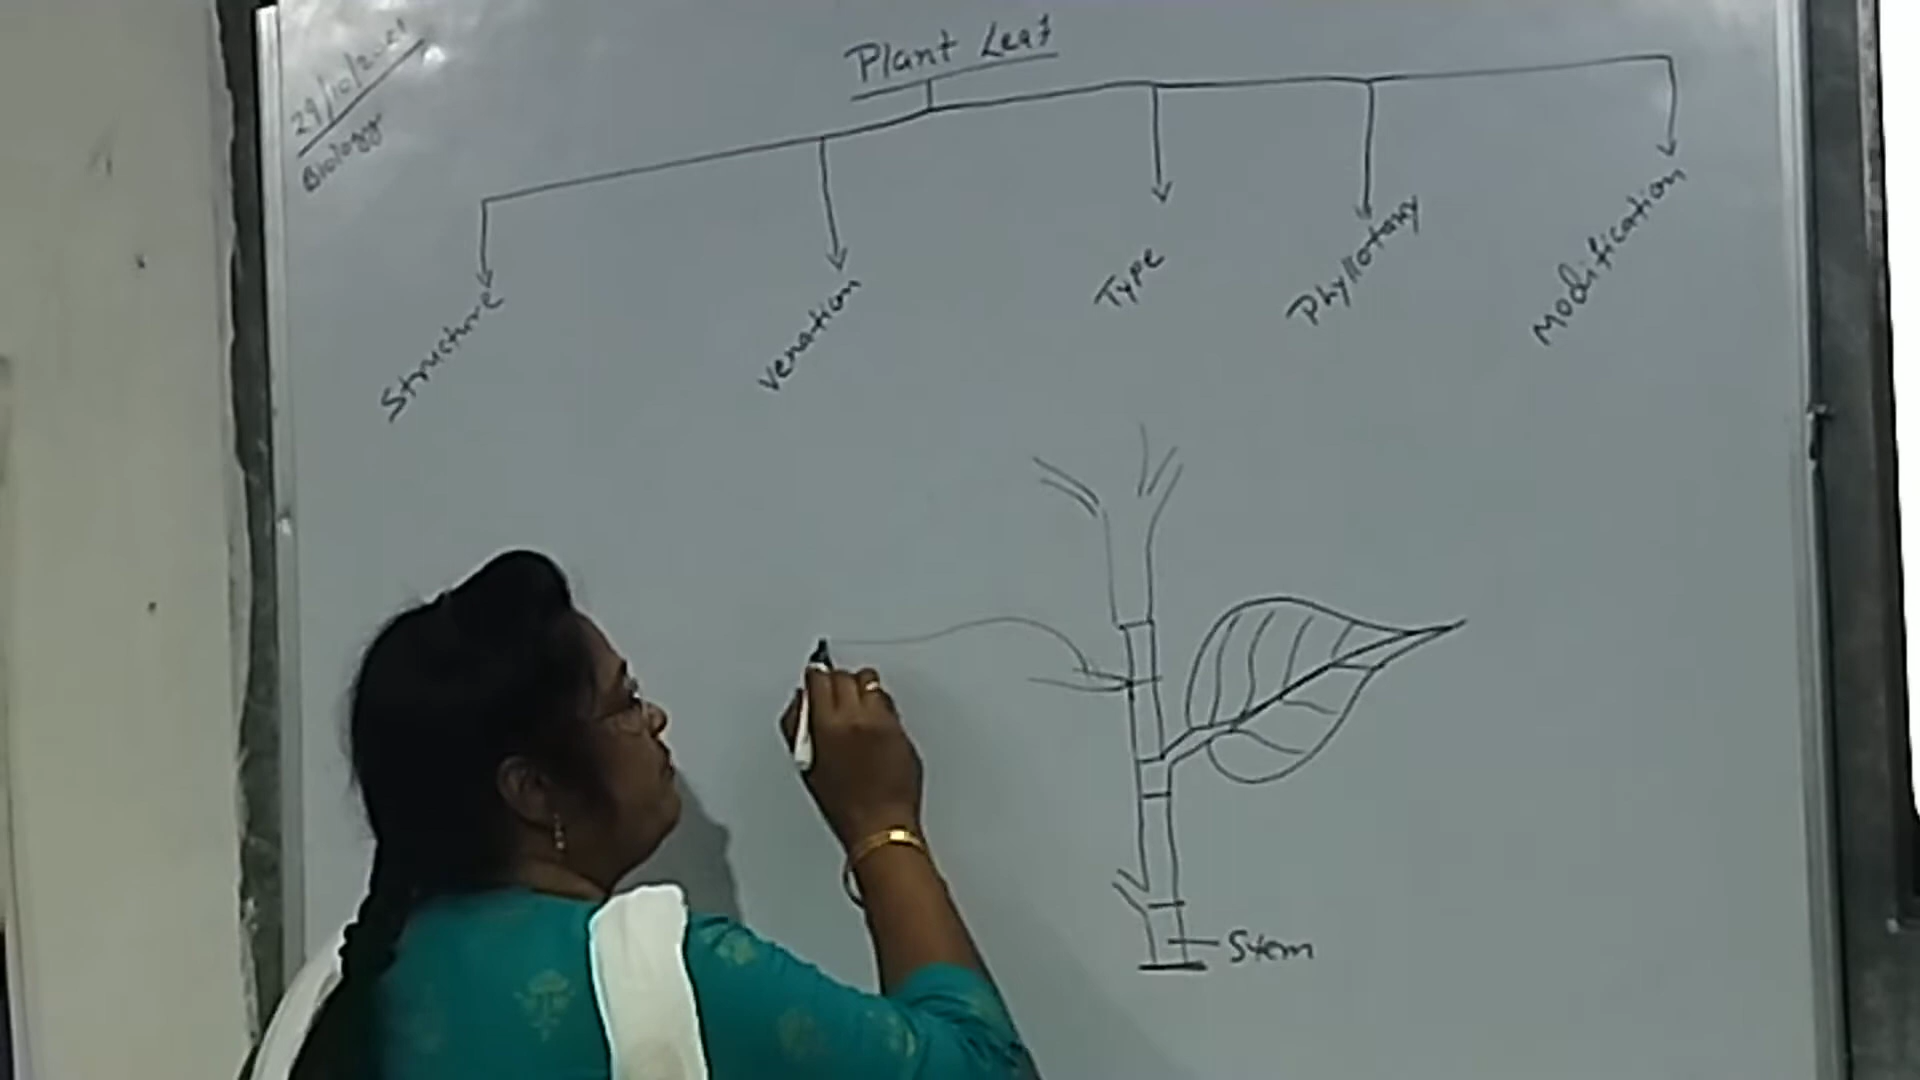 Plant Leaf
29/10/2021
Biology
Structure
Venation
Type
Phyllotaxy
Modification
Stem